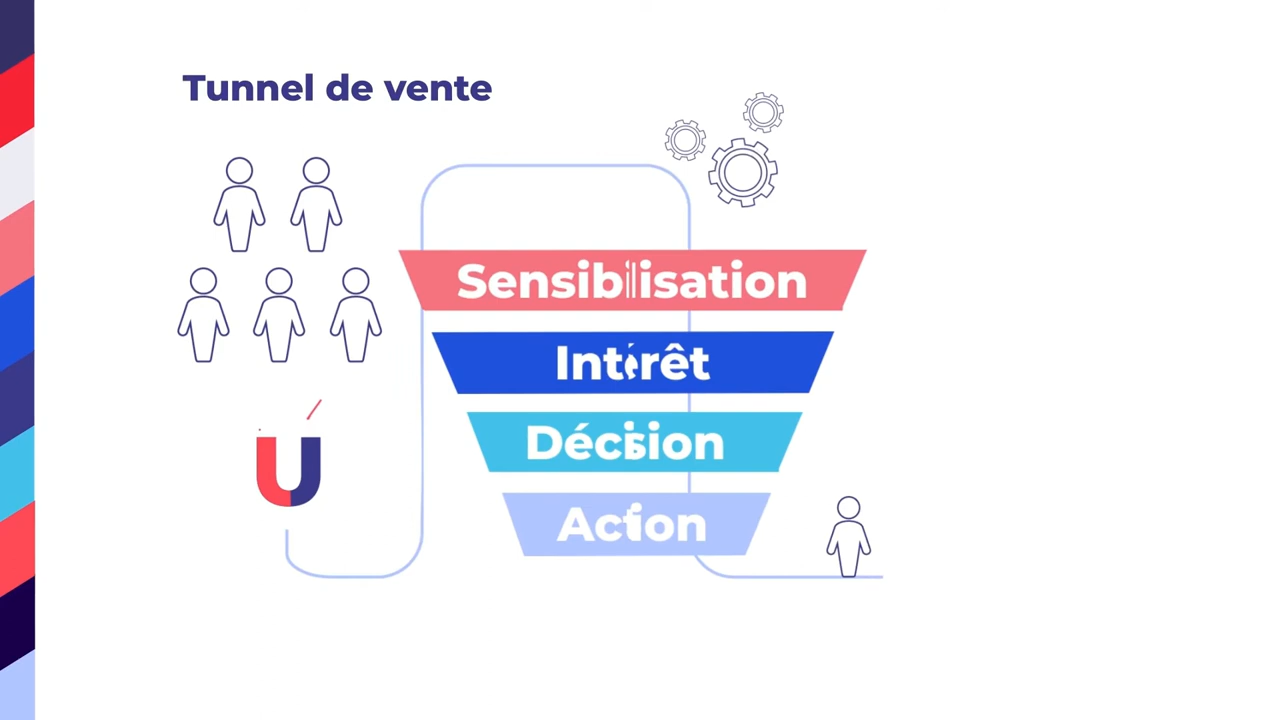 Tunnel de vente
Sensibilisation
Intérêt
Décision
Action